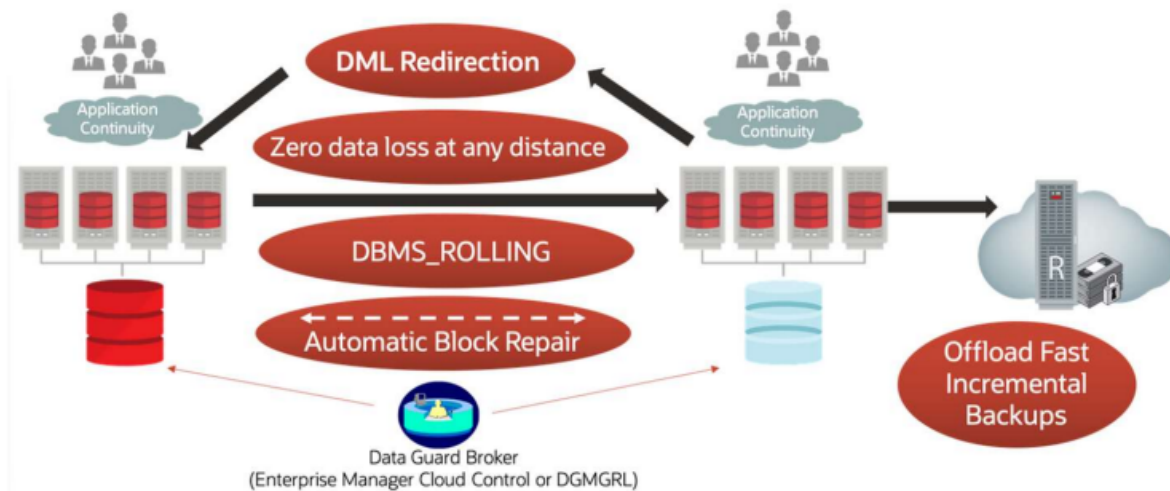 DML Redirection
Application
Continuity
Application
Continuity
Zero data loss at any distance
DBMS_ROLLING
R
Automatic Block Repair
Offload Fast
Incremental
Backups
Data Guard Broker
(Enterprise Manager Cloud Control or DGMGRL)